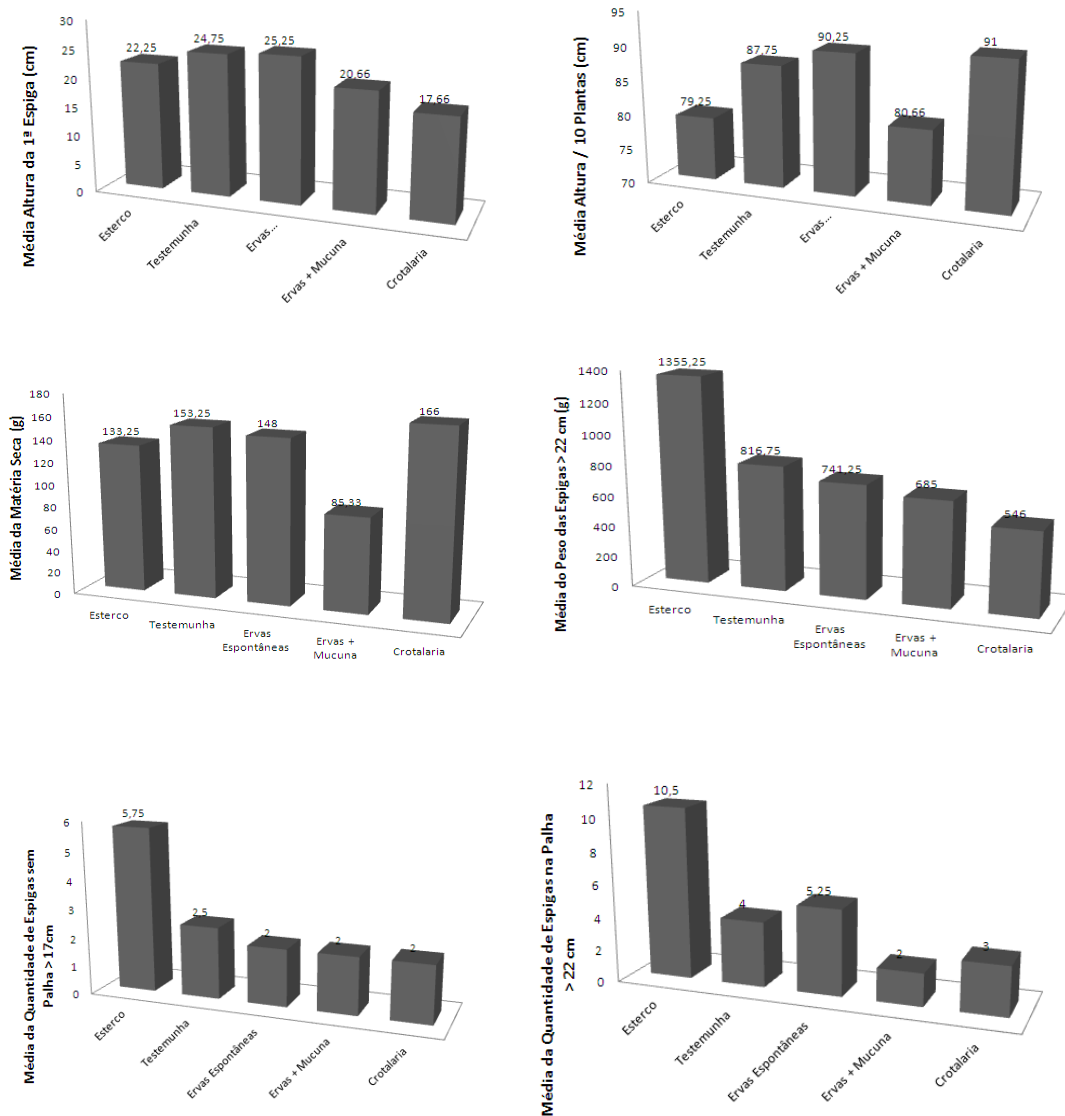 Média Altura da 1ª Espiga (cm)
30
25
20
15
10
5
0
22,25
24,75
25,25
20,66
17,66
Esterco
Testemunha
Ervas...
Ervas + Mucuna
Crotalaria
Média Altura / 10 Plantas (cm)
95
90
85
80
75
70
79,25
87,75
90,25
80,66
91
Esterco
Testemunha
Ervas...
Ervas + Mucuna
Crotalaria
Média da Matéria Seca (g)
180
160
140
120
100
80
60
40
20
0
133,25
153,25
148
85,33
166
Esterco
Testemunha
Ervas
Espontâneas
Ervas +
Mucuna
Crotalaria
Média do Peso das Espigas > 22 cm (g)
1400
1200
1000
800
600
400
200
0
1355,25
816,75
741,25
685
546
Esterco
Testemunha
Ervas
Espontâneas
Ervas +
Mucuna
Crotalaria
Média da Quantidade de Espigas sem
Palha > 17cm
6
5
4
3
2
1
0
5,75
2,5
2
2
2
Esterco
Testemunha
Ervas Espontâneas
Ervas + Mucuna
Crotalaria
Média da Quantidade de Espigas na Palha
> 22 cm
12
10
8
6
4
2
0
10,5
4
5,25
2
3
Esterco
Testemunha
Ervas Espontâneas
Ervas + Mucuna
Crotalaria